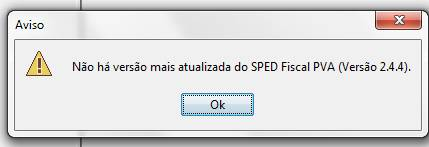 Aviso
Não há versão mais atualizada do SPED Fiscal PVA (Versão 2.4.4).
Ok